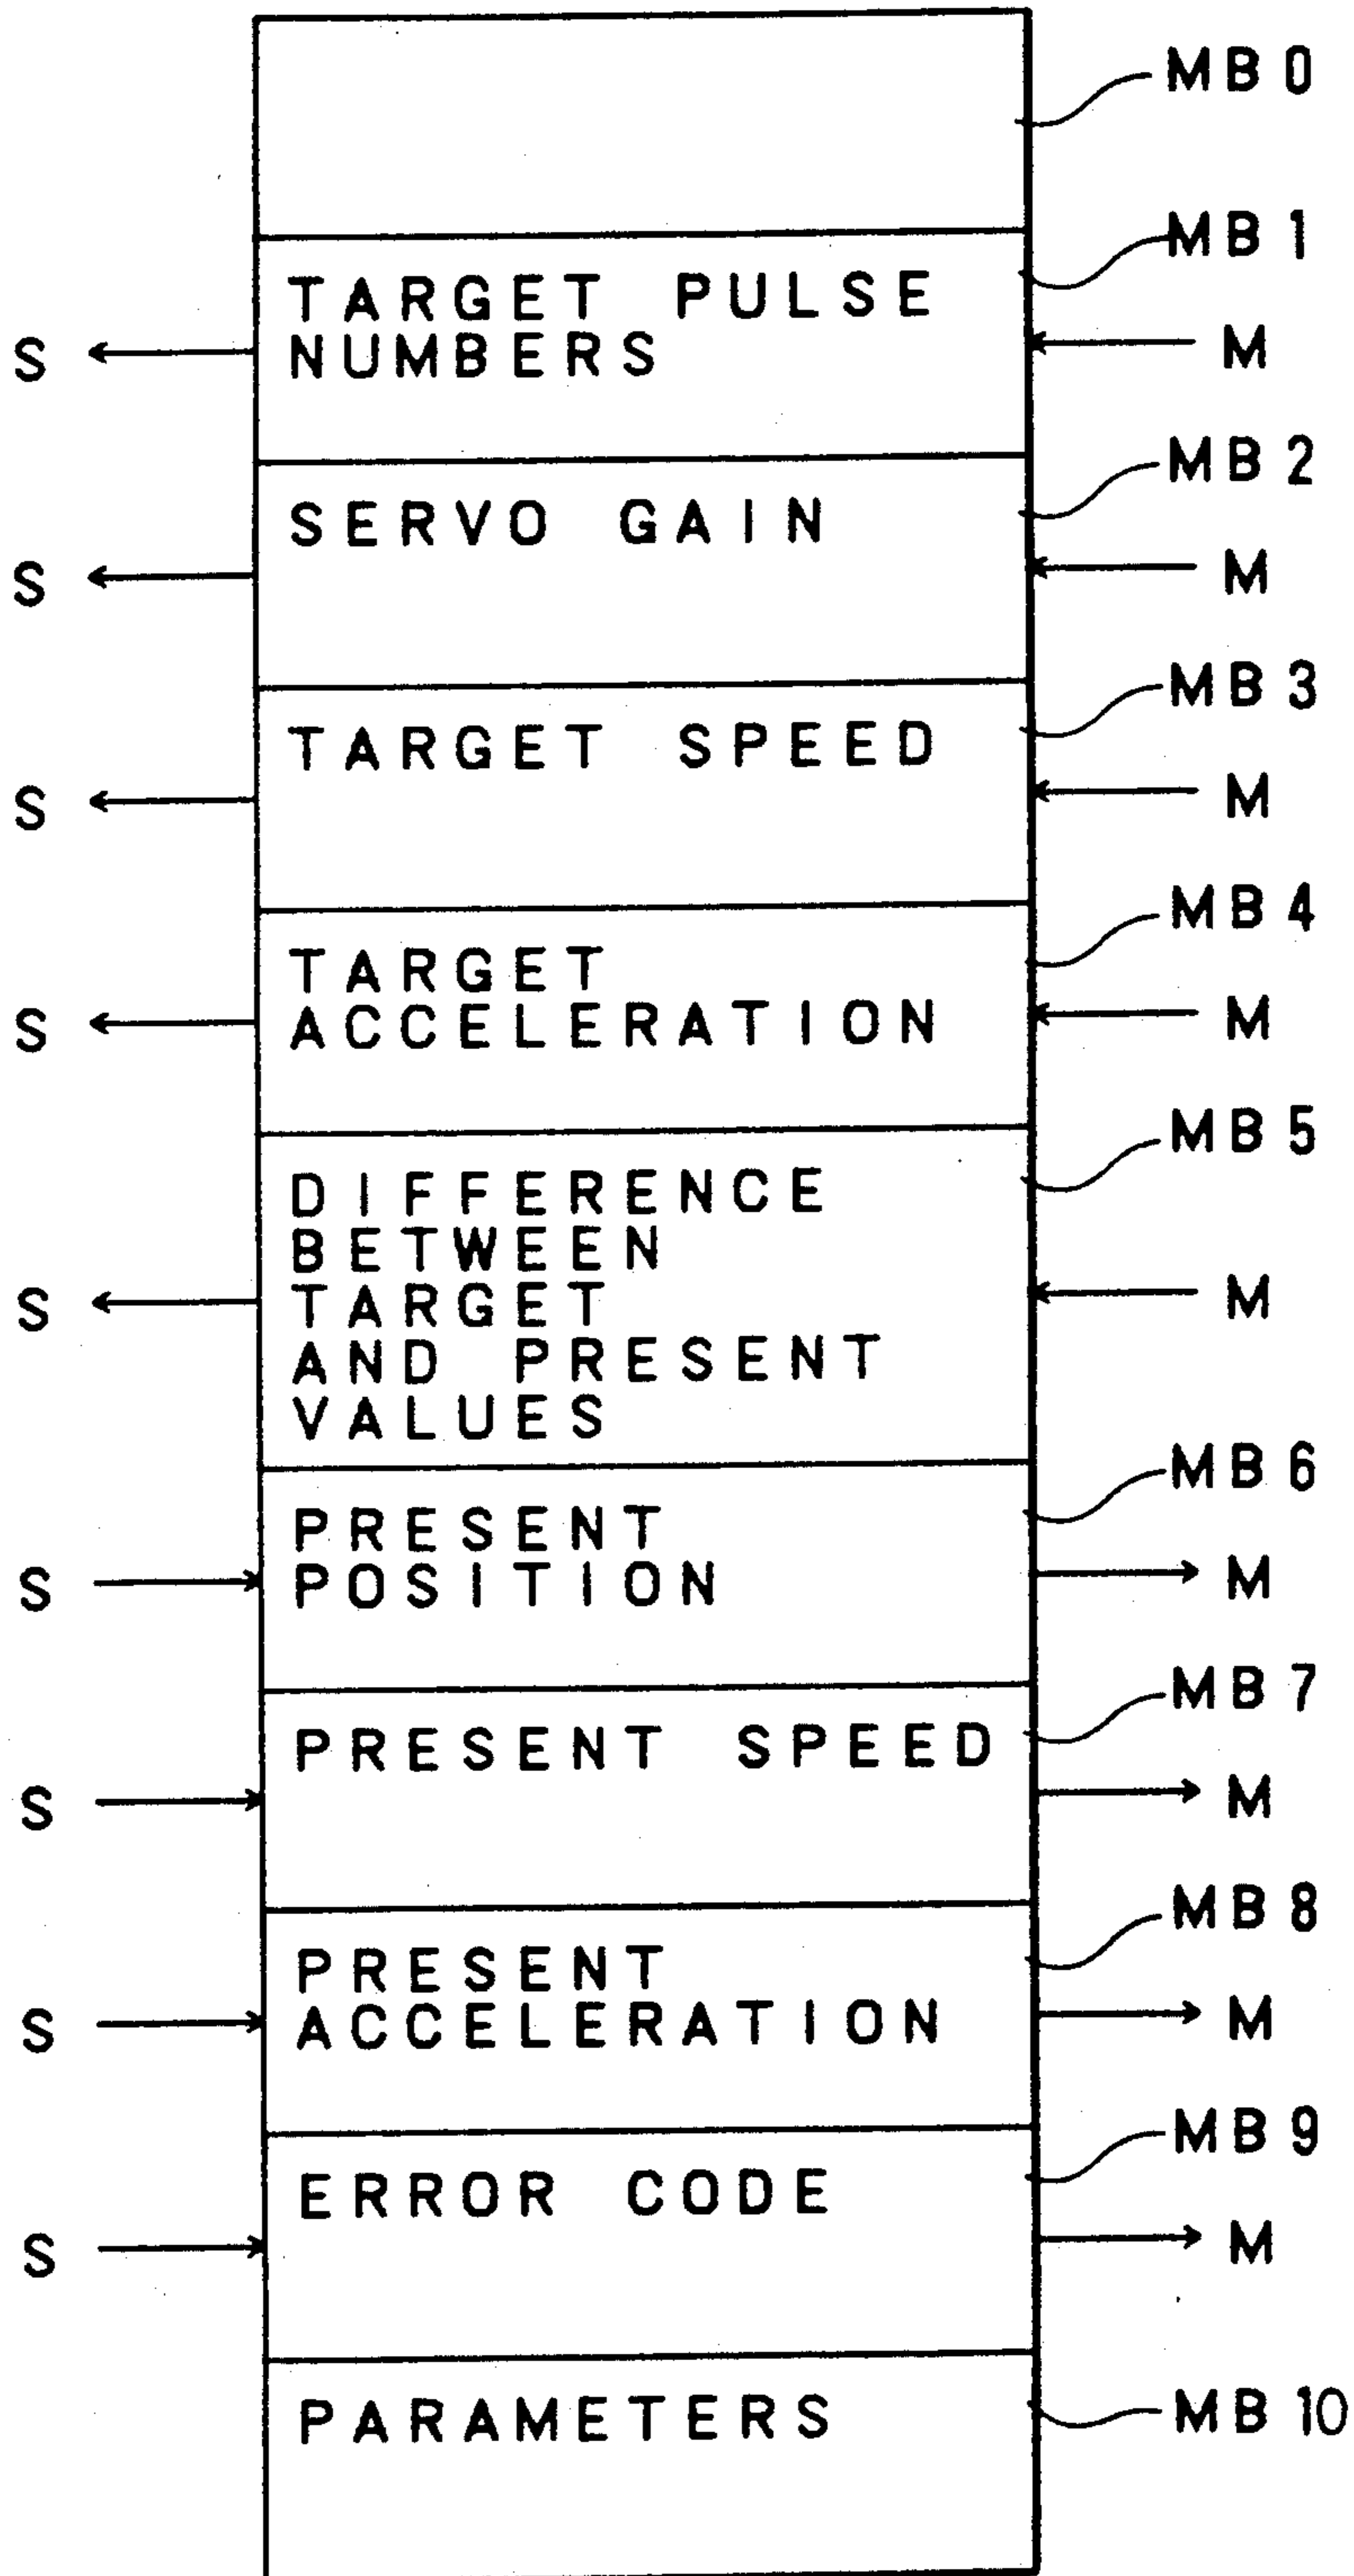 MB 0
MB 1
TARGET PULSE
NUMBERS
S
M
MB 2
SERVO GAIN
S
M
MB 3
TARGET SPEED
S
M
MB 4
TARGET
ACCELERATION
S
M
MB 5
DIFFERENCE
BETWEEN
TARGET
AND PRESENT
VALUES
S
M
MB 6
PRESENT
POSITION
S
M
MB 7
PRESENT SPEED
S
M
MB 8
PRESENT
ACCELERATION
S
M
MB 9
ERROR CODE
S
M
MB 10
PARAMETERS